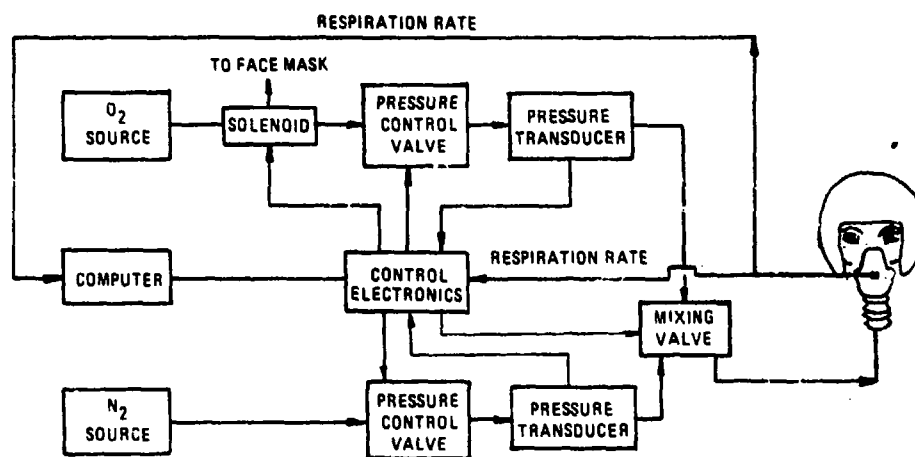 RESPIRATION RATE
TO FACE MASK
O2
SOURCE
SOLENOID
PRESSURE
CONTROL
VALVE
PRESSURE
TRANSDUCER
COMPUTER
CONTROL
ELECTRONICS
RESPIRATION RATE
MIXING
VALVE
N2
SOURCE
PRESSURE
CONTROL
VALVE
PRESSURE
TRANSDUCER